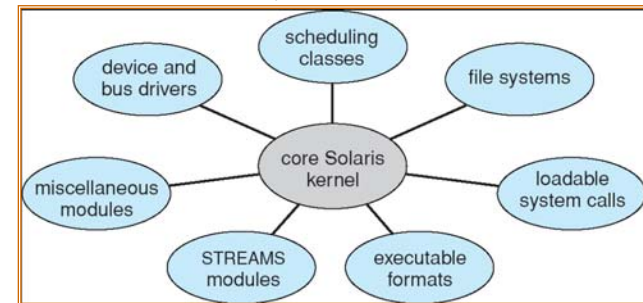 scheduling
classes
device and
bus drivers
file systems
core Solaris
kernel
miscellaneous
modules
loadable
system calls
STREAMS
modules
executable
formats